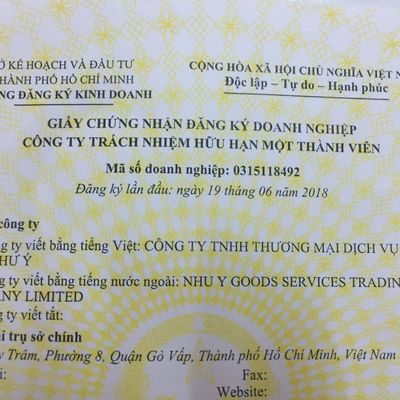 Ở KẾ HOẠCH VÀ ĐẦU TƯ
THÀNH PHỐ HỒ CHÍ MINH
NG ĐĂNG KÝ KINH DOANH
CỘNG HÒA XÃ HỘI CHỦ NGHĨA VIỆT N
Độc lập – Tự do – Hạnh phúc
GIẤY CHỨNG NHẬN ĐĂNG KÝ DOANH NGHIỆP
CÔNG TY TRÁCH NHIỆM HỮU HẠN MỘT THÀNH VIÊN
Mã số doanh nghiệp: 0315118492
Đăng ký lần đầu: ngày 19 tháng 06 năm 2018
công ty
g ty viết bằng tiếng Việt: CÔNG TY TNHH THƯƠNG MẠI DỊCH VỤ
HƯ Ý
g ty viết bằng tiếng nước ngoài: NHU Y GOODS SERVICES TRADIN
ANY LIMITED
g ty viết tắt:
ỉ trụ sở chính
y Trâm, Phường 8, Quận Gò Vấp, Thành phố Hồ Chí Minh, Việt Nam
i:
Fax:
Website: